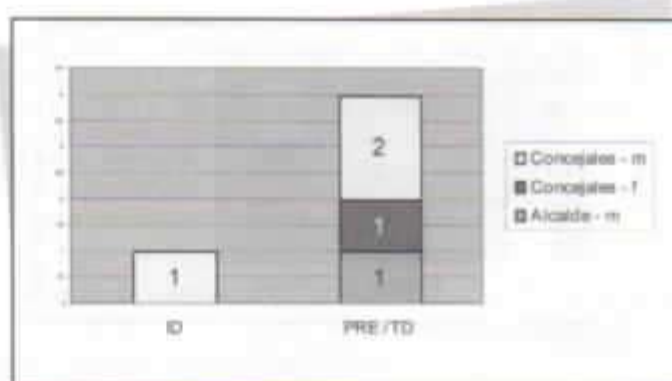 2
1
1
1
ID
PRE / TD
Concejales - m
Concejales - f
Alcalde - m